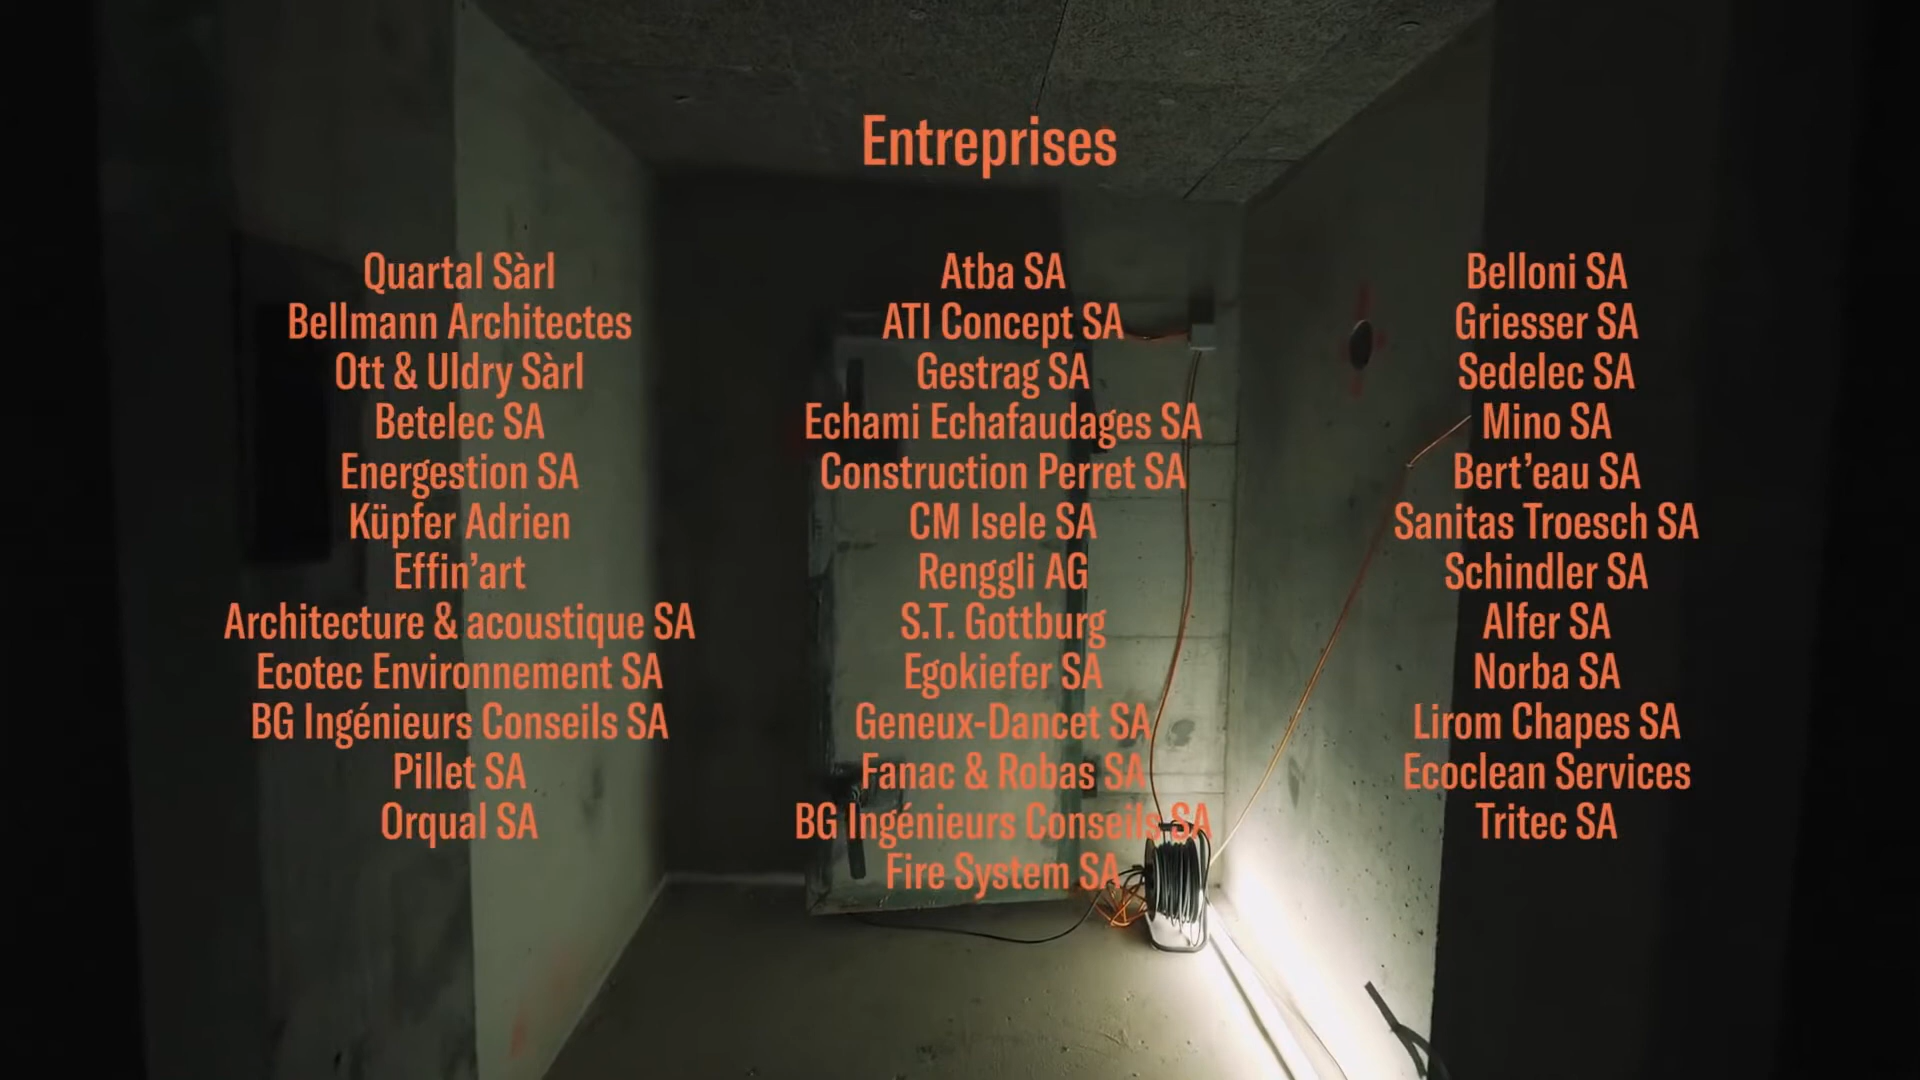 Entreprises
Quartal Sàrl
Bellmann Architectes
Ott & Uldry Sàrl
Betelec SA
Energestion SA
Küpfer Adrien
Effin’art
Architecture & acoustique SA
Ecotec Environnement SA
BG Ingénieurs Conseils SA
Pillet SA
Orqual SA
Atba SA
ATI Concept SA
Gestrag SA
Echami Echafaudages SA
Construction Perret SA
CM Isele SA
Renggli AG
S.T. Gottburg
Egokiefer SA
Geneux-Dancet SA
Fanac & Robas SA
BG Ingénieurs Conseils SA
Fire System SA
Belloni SA
Griesser SA
Sedelec SA
Mino SA
Bert’eau SA
Sanitas Troesch SA
Schindler SA
Alfer SA
Norba SA
Lirom Chapes SA
Ecoclean Services
Tritec SA